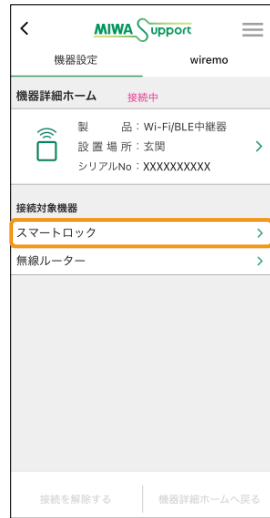 MIWA Support
機器設定 wiremo
機器詳細ホーム 接続中
製 品：Wi-Fi/BLE中継器
設置場所：玄関
シリアルNo：XXXXXXXXXX
接続対象機器
スマートロック
無線ルーター
接続を解除する 機器詳細ホームへ戻る